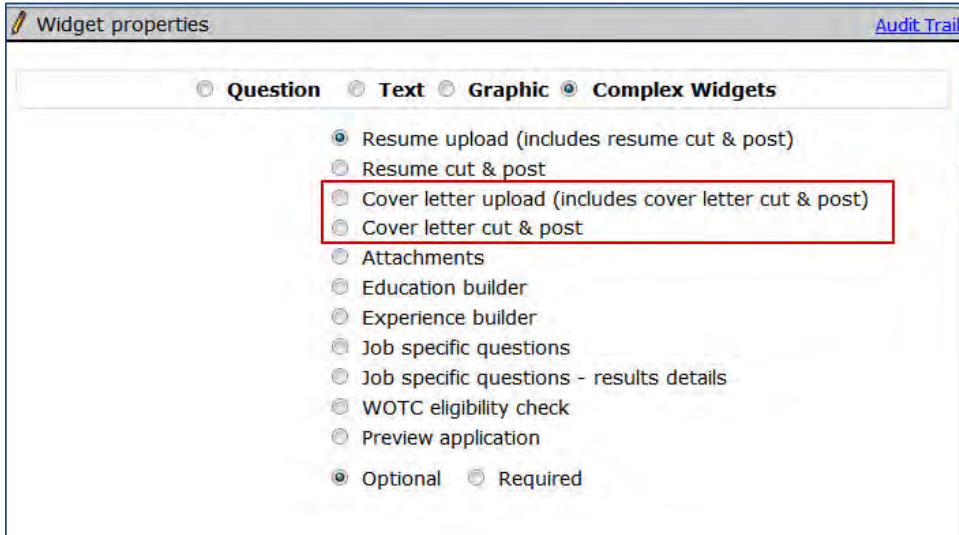 Widget properties Audit Trail
Question Text Graphic Complex Widgets
Resume upload (includes resume cut & post)
Resume cut & post
Cover letter upload (includes cover letter cut & post)
Cover letter cut & post
Attachments
Education builder
Experience builder
Job specific questions
Job specific questions - results details
WOTC eligibility check
Preview application
Optional Required